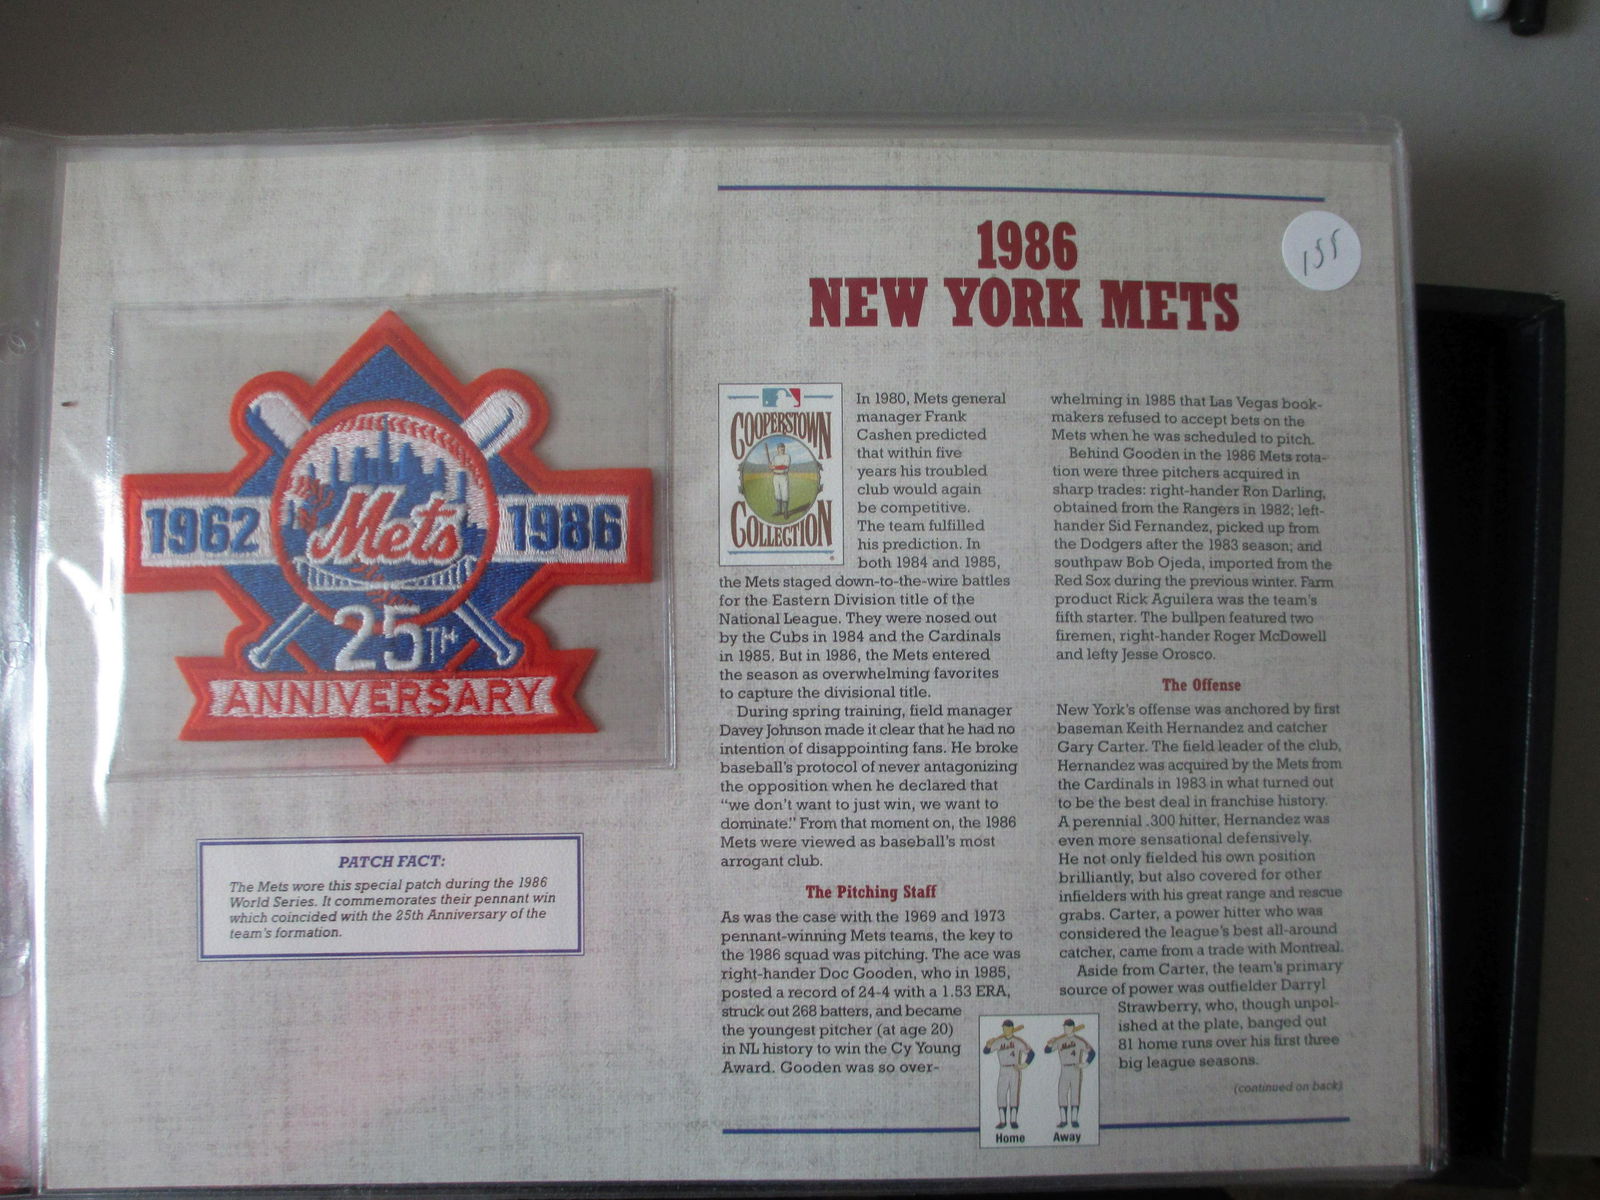 1962
Mets
1986
25TH
ANNIVERSARY
PATCH FACT:
The Mets wore this special patch during the 1986
World Series. It commemorates their pennant win
which coincided with the 25th Anniversary of the
team's formation.
1986
NEW YORK METS
155
COOPERSTOWN
COLLECTION
In 1980, Mets general
manager Frank
Cashen predicted
that within five
years his troubled
club would again
be competitive.
The team fulfilled
his prediction. In
both 1984 and 1985,
the Mets staged down-to-the-wire battles
for the Eastern Division title of the
National League. They were nosed out
by the Cubs in 1984 and the Cardinals
in 1985. But in 1986, the Mets entered
the season as overwhelming favorites
to capture the divisional title.
During spring training, field manager
Davey Johnson made it clear that he had no
intention of disappointing fans. He broke
baseball's protocol of never antagonizing
the opposition when he declared that
"we don't want to just win, we want to
dominate." From that moment on, the 1986
Mets were viewed as baseball's most
arrogant club.
The Pitching Staff
As was the case with the 1969 and 1973
pennant-winning Mets teams, the key to
the 1986 squad was pitching. The ace was
right-hander Doc Gooden, who in 1985,
posted a record of 24-4 with a 1.53 ERA,
struck out 268 batters, and became
the youngest pitcher (at age 20)
in NL history to win the Cy Young
Award. Gooden was so over-
whelming in 1985 that Las Vegas book-
makers refused to accept bets on the
Mets when he was scheduled to pitch.
Behind Gooden in the 1986 Mets rota-
tion were three pitchers acquired in
sharp trades: right-hander Ron Darling,
obtained from the Rangers in 1982; left-
hander Sid Fernandez, picked up from
the Dodgers after the 1983 season; and
southpaw Bob Ojeda, imported from the
Red Sox during the previous winter. Farm
product Rick Aguilera was the team's
fifth starter. The bullpen featured two
firemen, right-hander Roger McDowell
and lefty Jesse Orosco.
The Offense
New York's offense was anchored by first
baseman Keith Hernandez and catcher
Gary Carter. The field leader of the club,
Hernandez was acquired by the Mets from
the Cardinals in 1983 in what turned out
to be the best deal in franchise history.
A perennial .300 hitter, Hernandez was
even more sensational defensively.
He not only fielded his own position
brilliantly, but also covered for other
infielders with his great range and rescue
grabs. Carter, a power hitter who was
considered the league's best all-around
catcher, came from a trade with Montreal.
Aside from Carter, the team's primary
source of power was outfielder Darryl
Strawberry, who, though unpol-
ished at the plate, banged out
81 home runs over his first three
big league seasons.
(continued on back)
Mets
4
Mets
4
Home
Away